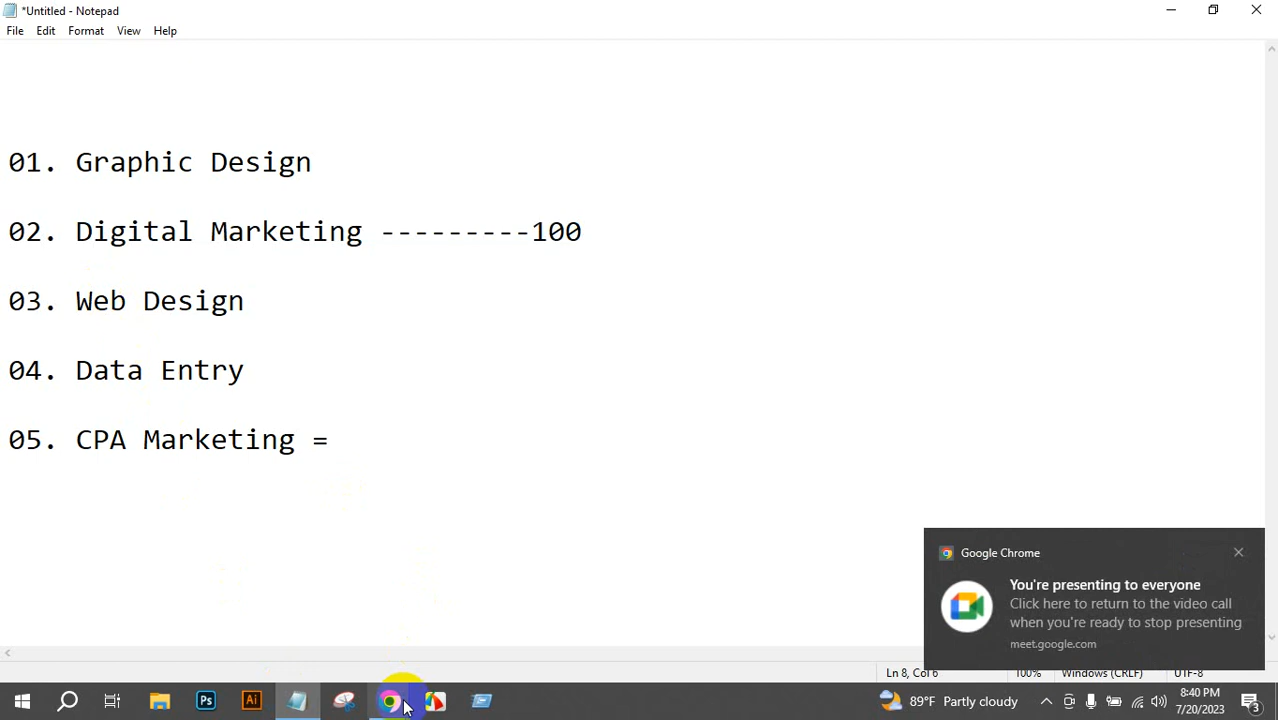 *Untitled - Notepad
File Edit Format View Help
01. Graphic Design
02. Digital Marketing ---------100
03. Web Design
04. Data Entry
05. CPA Marketing =
Google Chrome
You're presenting to everyone
Click here to return to the video call
when you're ready to stop presenting
meet.google.com
Ln 8, Col 6 100% Windows (CRLF) UTF-8
Ps Ai 89°F Partly cloudy 8:40 PM
7/20/2023 3